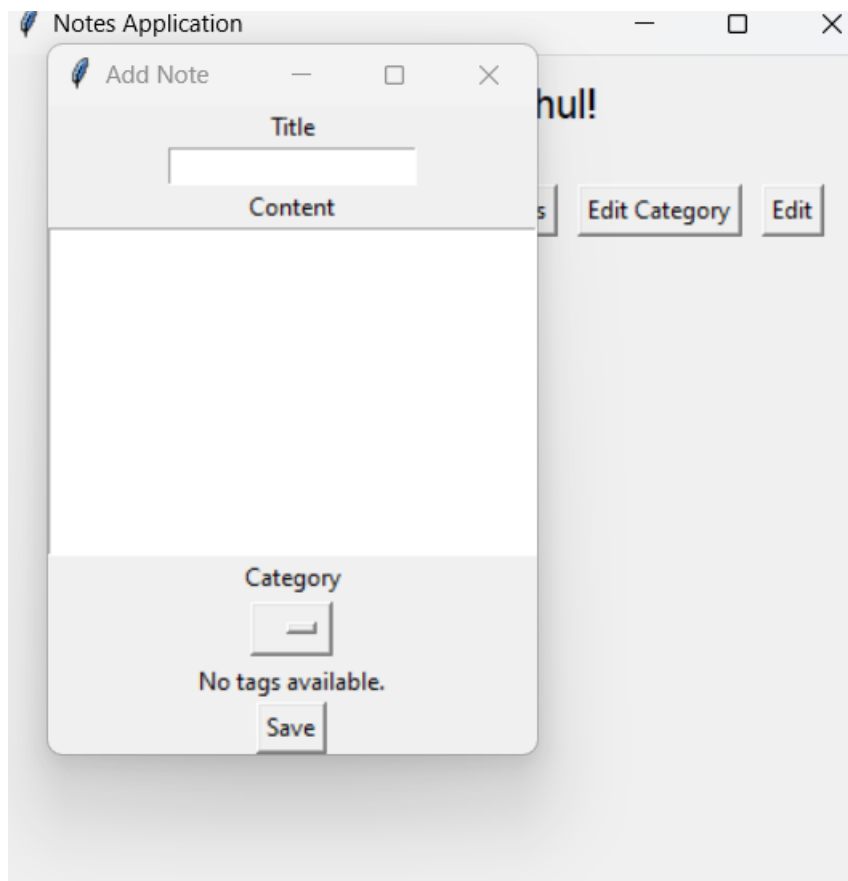 Notes Application
Add Note
hul!
Title
s Edit Category Edit
Content
Category
No tags available.
Save